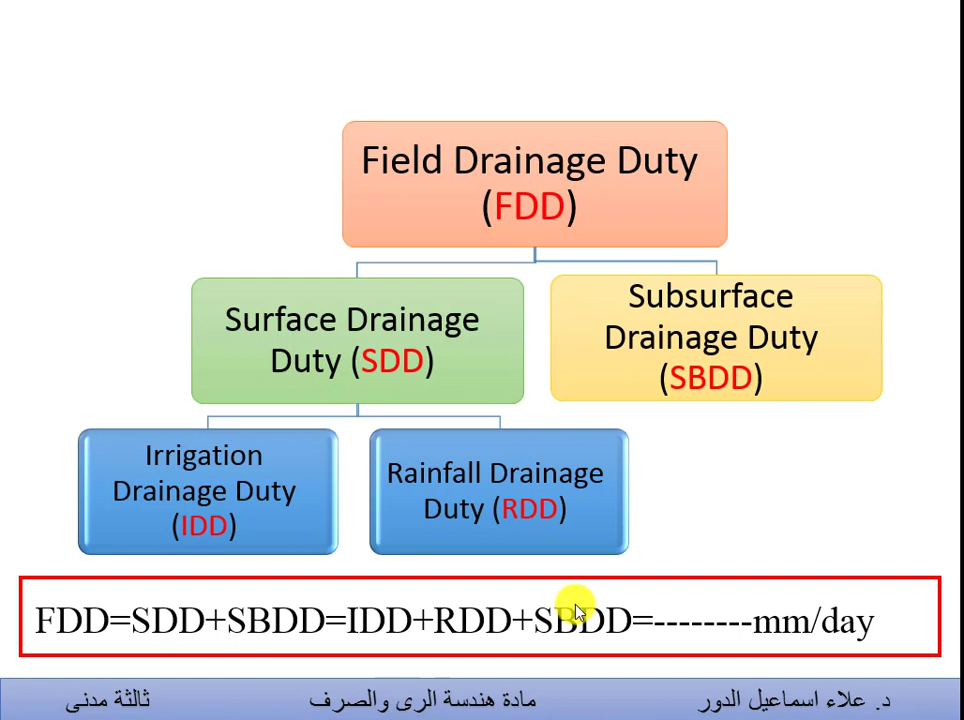 Field Drainage Duty
(FDD)
Surface Drainage
Duty (SDD)
Subsurface
Drainage Duty
(SBDD)
Irrigation
Drainage Duty
(IDD)
Rainfall Drainage
Duty (RDD)
FDD=SDD+SBDD=IDD+RDD+SBDD=--------mm/day
د. علاء اسماعيل الدور
مادة هندسة الرى والصرف
ثالثة مدنى